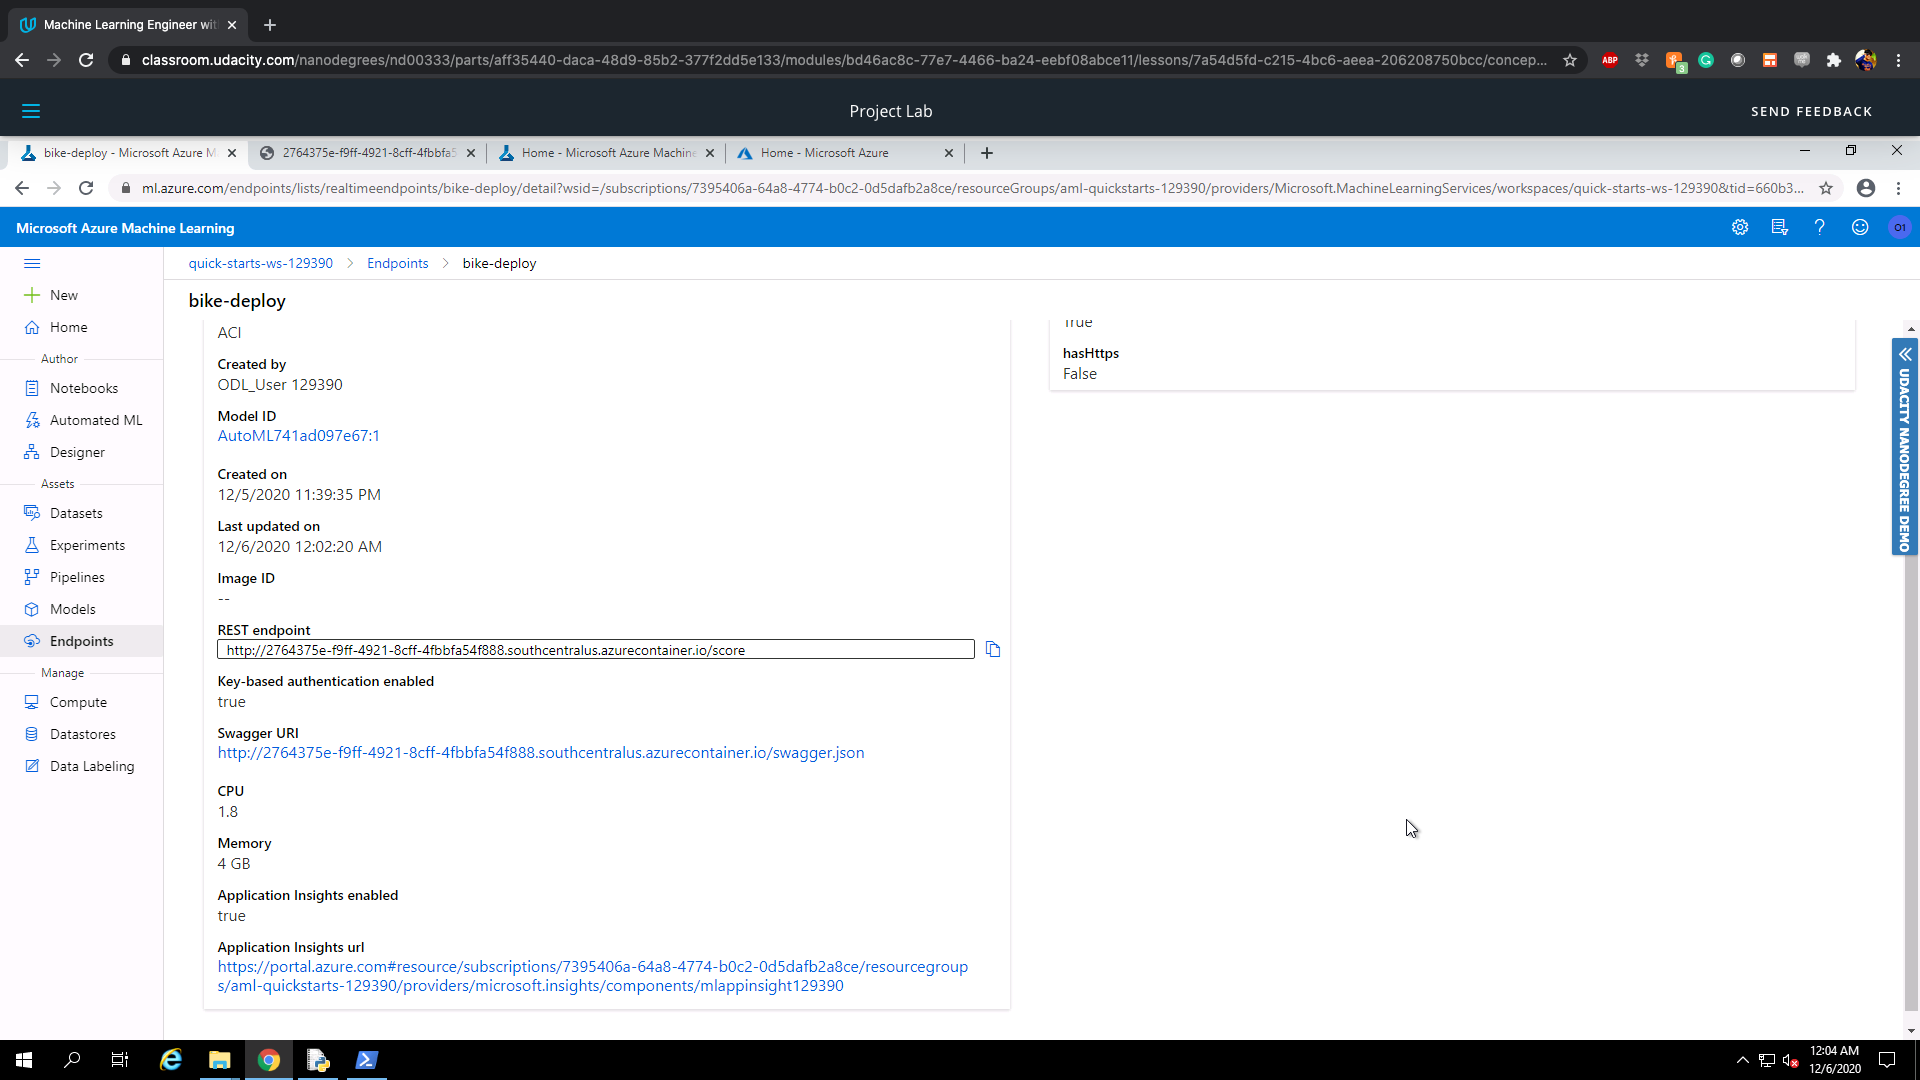 Machine Learning Engineer wit
classroom.udacity.com/nanodegrees/nd00333/parts/aff35440-daca-48d9-85b2-377f2dd5e133/modules/bd46ac8c-77e7-4466-ba24-eebf08abce11/lessons/7a54d5fd-c215-4bc6-aeea-206208750bcc/concep...
ABP
3
Project Lab
SEND FEEDBACK
bike-deploy - Microsoft Azure M
2764375e-f9ff-4921-8cff-4fbbfa5
Home - Microsoft Azure Machine
Home - Microsoft Azure
ml.azure.com/endpoints/lists/realtimeendpoints/bike-deploy/detail?wsid=/subscriptions/7395406a-64a8-4774-b0c2-0d5dafb2a8ce/resourceGroups/aml-quickstarts-129390/providers/Microsoft.MachineLearningServices/workspaces/quick-starts-ws-129390&tid=660b3...
Microsoft Azure Machine Learning
O1
quick-starts-ws-129390 > Endpoints > bike-deploy
New
Home
Author
Notebooks
Automated ML
Designer
Assets
Datasets
Experiments
Pipelines
Models
Endpoints
Manage
Compute
Datastores
Data Labeling
bike-deploy
ACI
Created by
ODL_User 129390
Model ID
AutoML741ad097e67:1
Created on
12/5/2020 11:39:35 PM
Last updated on
12/6/2020 12:02:20 AM
Image ID
--
REST endpoint
http://2764375e-f9ff-4921-8cff-4fbbfa54f888.southcentralus.azurecontainer.io/score
Key-based authentication enabled
true
Swagger URI
http://2764375e-f9ff-4921-8cff-4fbbfa54f888.southcentralus.azurecontainer.io/swagger.json
CPU
1.8
Memory
4 GB
Application Insights enabled
true
Application Insights url
https://portal.azure.com#resource/subscriptions/7395406a-64a8-4774-b0c2-0d5dafb2a8ce/resourcegroup
s/aml-quickstarts-129390/providers/microsoft.insights/components/mlappinsight129390
True
hasHttps
False
UDACITY NANODEGREE DEMO
12:04 AM
12/6/2020